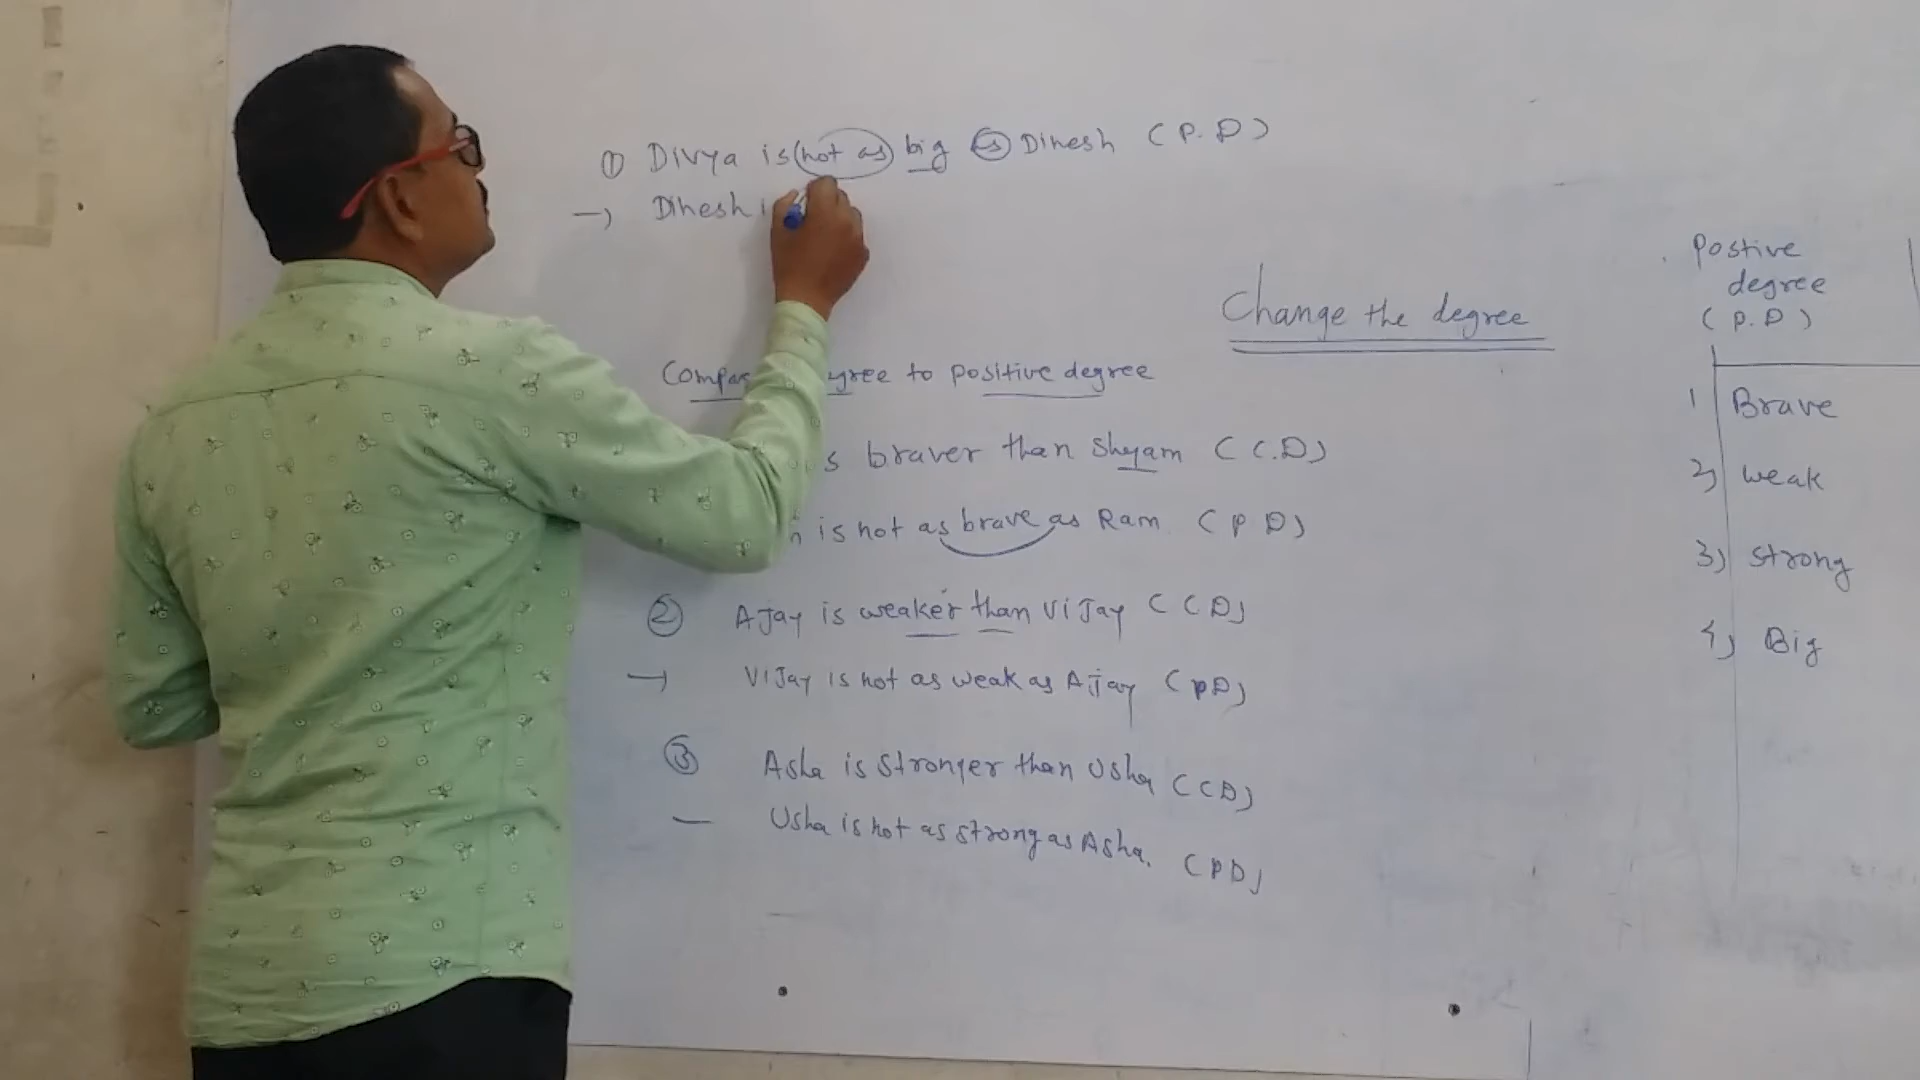 ① Divya is not as big as Dinesh (P.D)
→ Dinesh i
Change the degree
degree to positive degree
s braver than Shyam (C.D)
is not as brave as Ram (P D)
② Ajay is weaker than Vijay (C D)
→ Vijay is not as weak as Ajay (P D)
③ Asha is stronger than Usha (C D)
— Usha is not as strong as Asha. (P D)
Postive
degree
(P.D)
1 Brave
2) weak
3) strong
4) Big